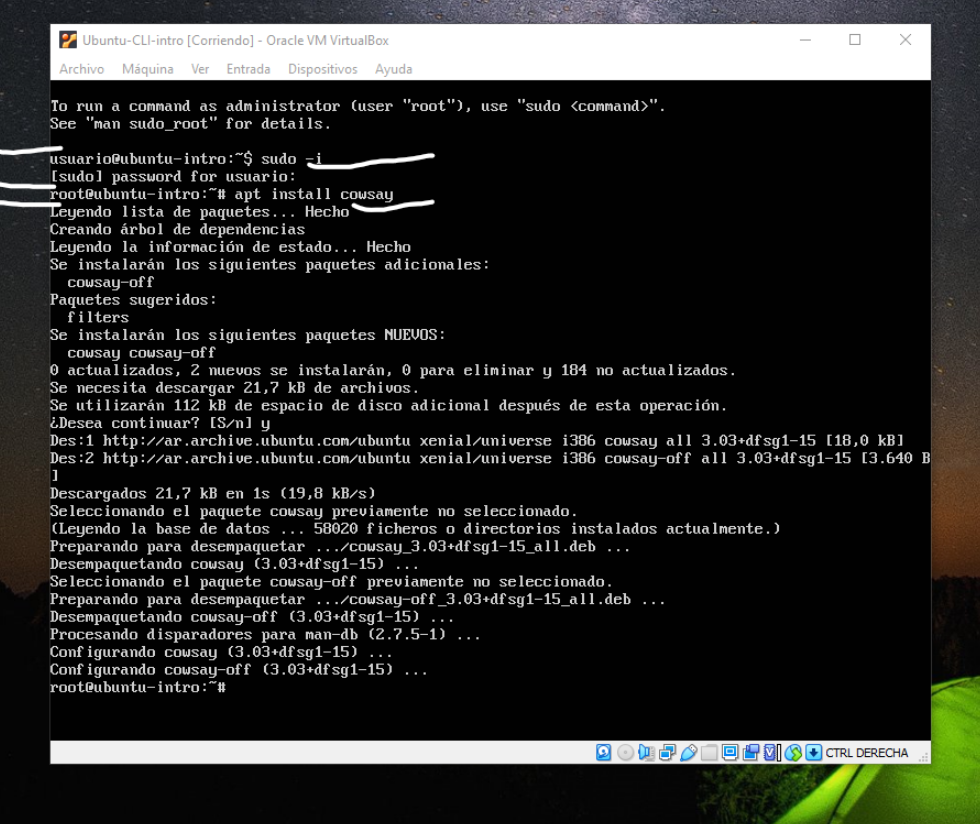 Ubuntu-CLI-intro [Corriendo] - Oracle VM VirtualBox
Archivo Máquina Ver Entrada Dispositivos Ayuda
To run a command as administrator (user "root"), use "sudo <command>".
See "man sudo_root" for details.
usuario@ubuntu-intro:~$ sudo -i
[sudo] password for usuario:
root@ubuntu-intro:~# apt install cowsay
Leyendo lista de paquetes... Hecho
Creando árbol de dependencias
Leyendo la información de estado... Hecho
Se instalarán los siguientes paquetes adicionales:
cowsay-off
Paquetes sugeridos:
filters
Se instalarán los siguientes paquetes NUEVOS:
cowsay cowsay-off
0 actualizados, 2 nuevos se instalarán, 0 para eliminar y 184 no actualizados.
Se necesita descargar 21,7 kB de archivos.
Se utilizarán 112 kB de espacio de disco adicional después de esta operación.
¿Desea continuar? [S/n] y
Des:1 http://ar.archive.ubuntu.com/ubuntu xenial/universe i386 cowsay all 3.03+dfsg1-15 [18,0 kB]
Des:2 http://ar.archive.ubuntu.com/ubuntu xenial/universe i386 cowsay-off all 3.03+dfsg1-15 [3.640 B
]
Descargados 21,7 kB en 1s (19,8 kB/s)
Seleccionando el paquete cowsay previamente no seleccionado.
(Leyendo la base de datos ... 58020 ficheros o directorios instalados actualmente.)
Preparando para desempaquetar .../cowsay_3.03+dfsg1-15_all.deb ...
Desempaquetando cowsay (3.03+dfsg1-15) ...
Seleccionando el paquete cowsay-off previamente no seleccionado.
Preparando para desempaquetar .../cowsay-off_3.03+dfsg1-15_all.deb ...
Desempaquetando cowsay-off (3.03+dfsg1-15) ...
Procesando disparadores para man-db (2.7.5-1) ...
Configurando cowsay (3.03+dfsg1-15) ...
Configurando cowsay-off (3.03+dfsg1-15) ...
root@ubuntu-intro:~#
CTRL DERECHA